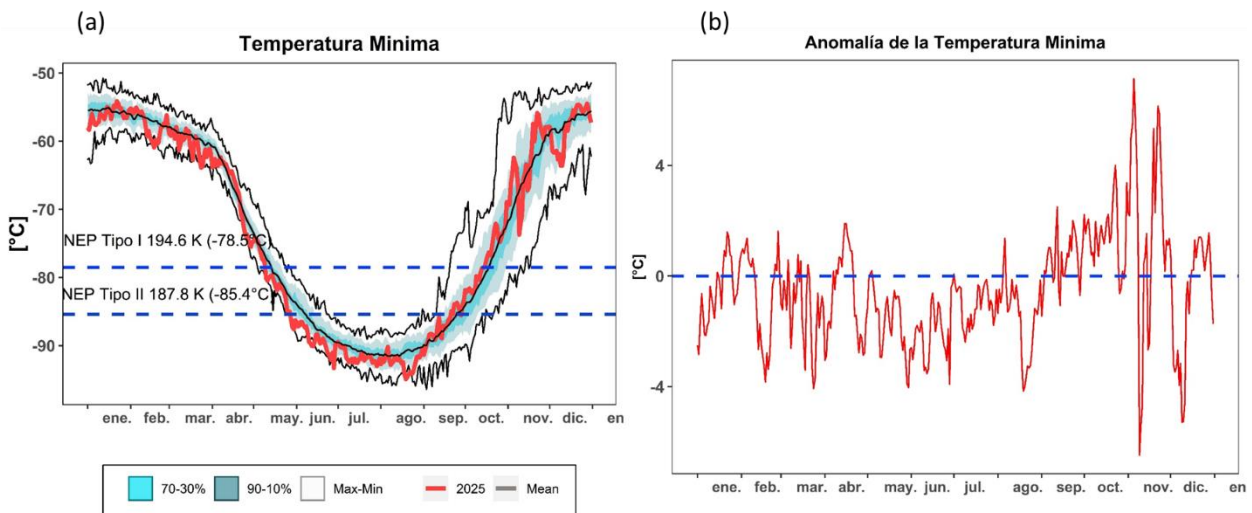 (a)
Temperatura Minima
[°C]
-50
-60
-70
-80
-90
NEP Tipo I 194.6 K (-78.5°C)
NEP Tipo II 187.8 K (-85.4°C)
ene. feb. mar. abr. may. jun. jul. ago. sep. oct. nov. dic. en
70-30% 90-10% Max-Min 2025 Mean
(b)
Anomalía de la Temperatura Minima
[°C]
4
0
-4
ene. feb. mar. abr. may. jun. jul. ago. sep. oct. nov. dic. en